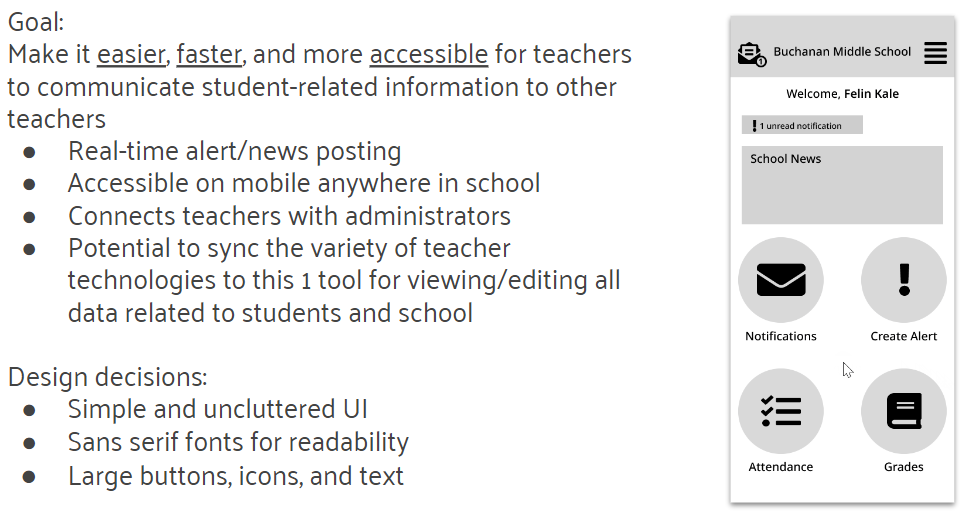 Goal:
Make it easier, faster, and more accessible for teachers
to communicate student-related information to other
teachers
● Real-time alert/news posting
● Accessible on mobile anywhere in school
● Connects teachers with administrators
● Potential to sync the variety of teacher
technologies to this 1 tool for viewing/editing all
data related to students and school
Design decisions:
● Simple and uncluttered UI
● Sans serif fonts for readability
● Large buttons, icons, and text
1
Buchanan Middle School
Welcome, Felin Kale
! 1 unread notification
School News
!
Notifications
Create Alert
Attendance
Grades